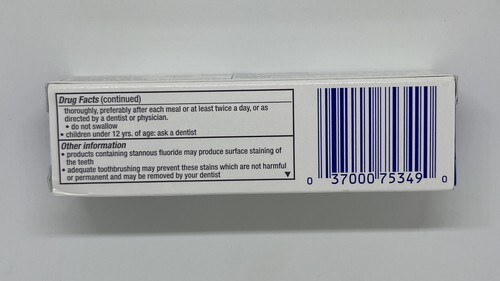 Drug Facts (continued)
thoroughly, preferably after each meal or at least twice a day, or as
directed by a dentist or physician.
• do not swallow
• children under 12 yrs. of age: ask a dentist
Other information
• products containing stannous fluoride may produce surface staining of
the teeth
• adequate toothbrushing may prevent these stains which are not harmful
or permanent and may be removed by your dentist ▼
0 37000 75349 0